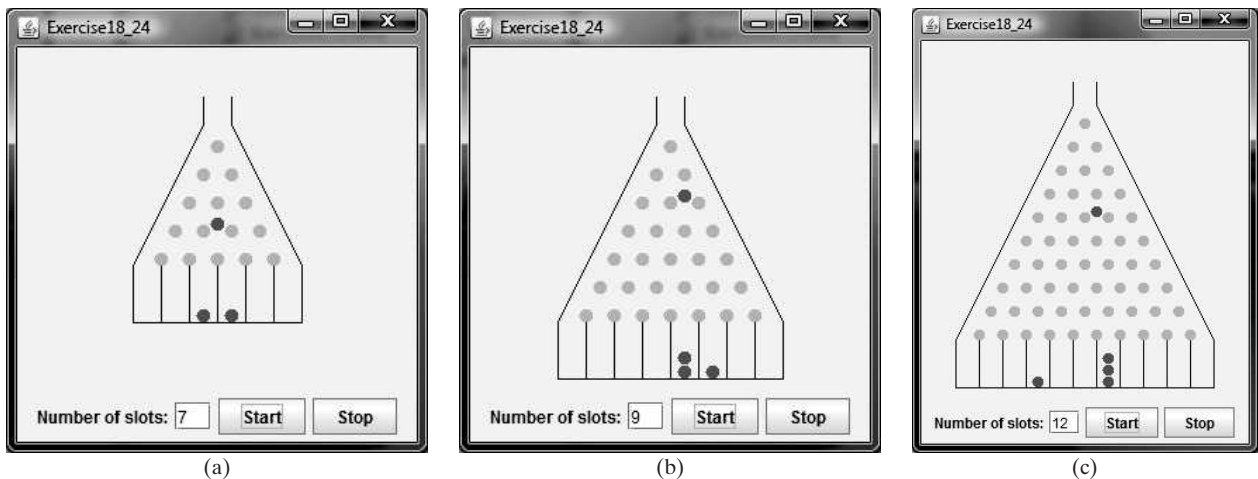 Exercise18_24
Number of slots: 7 Start Stop
(a)
Exercise18_24
Number of slots: 9 Start Stop
(b)
Exercise18_24
Number of slots: 12 Start Stop
(c)